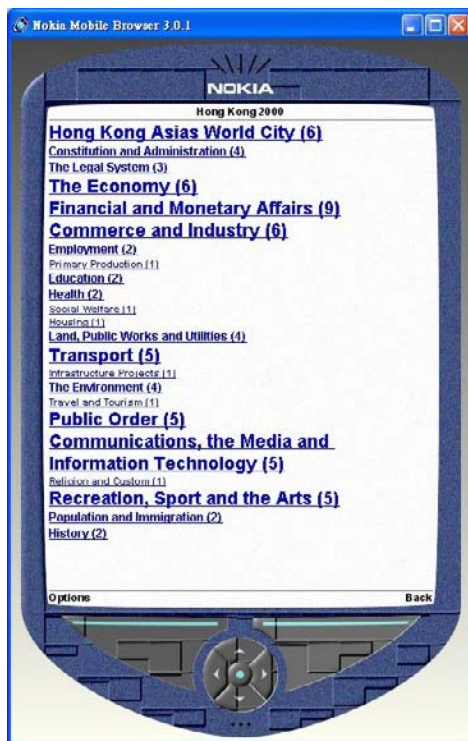 Nokia Mobile Browser 3.0.1
NOKIA
Hong Kong 2000
Hong Kong Asias World City (6)
Constitution and Administration (4)
The Legal System (3)
The Economy (6)
Financial and Monetary Affairs (9)
Commerce and Industry (6)
Employment (2)
Primary Production (1)
Education (2)
Health (2)
Social Welfare (1)
Housing (1)
Land, Public Works and Utilities (4)
Transport (5)
Infrastructure Projects (1)
The Environment (4)
Travel and Tourism (1)
Public Order (5)
Communications, the Media and
Information Technology (5)
Religion and Custom (1)
Recreation, Sport and the Arts (5)
Population and Immigration (2)
History (2)
Options Back